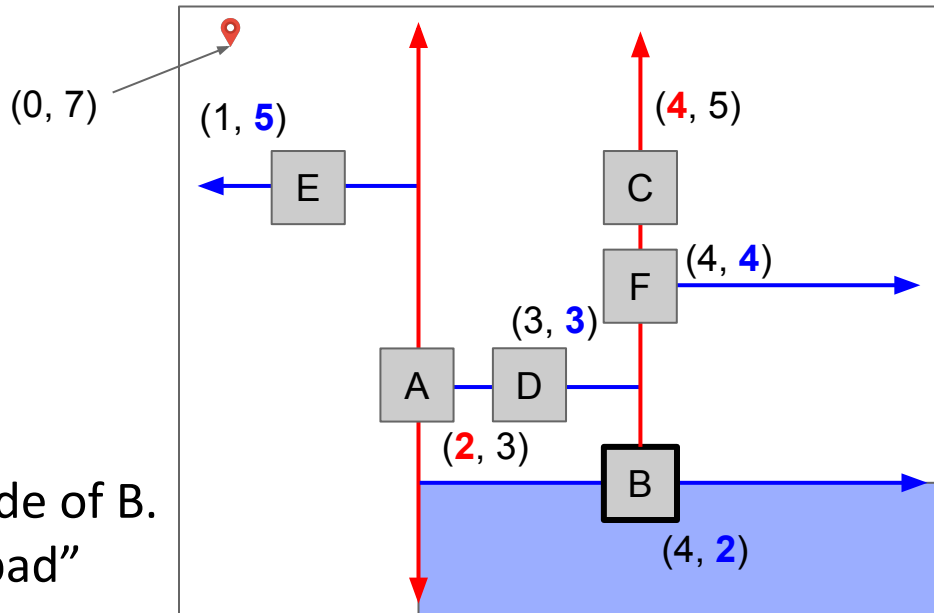 (0, 7)
(1, 5)
(4, 5)
E
C
F
(4, 4)
(3, 3)
A
D
(2, 3)
B
(4, 2)
de of B.
oad”